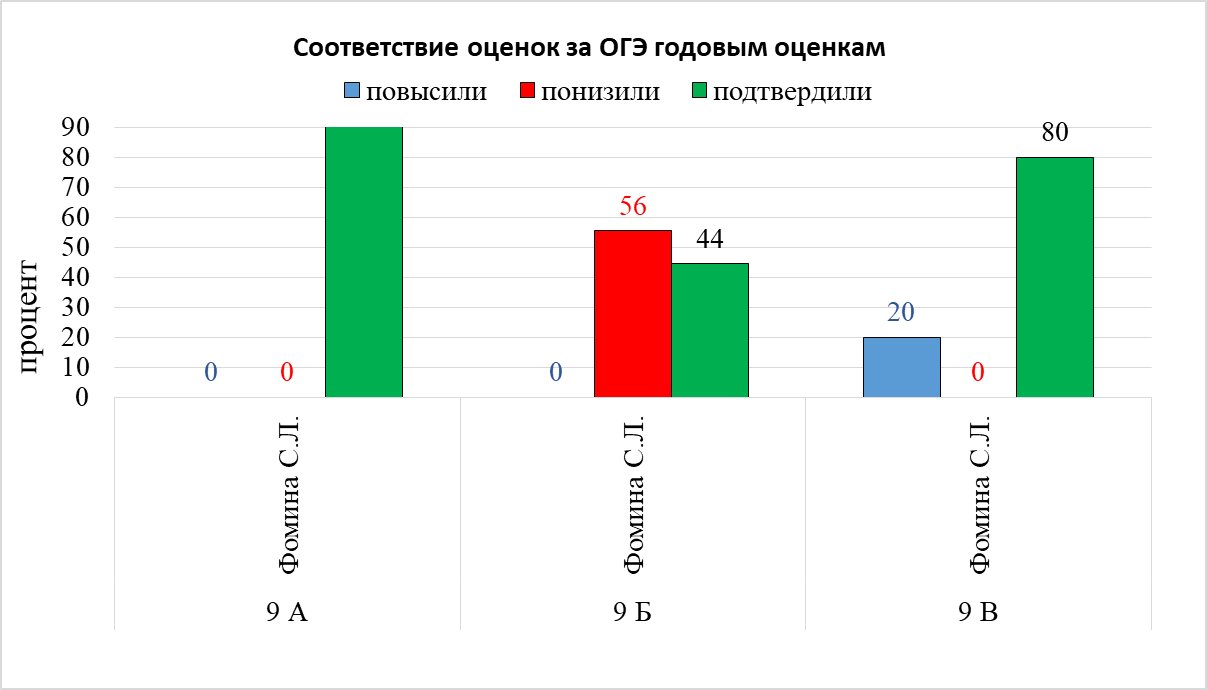 Соответствие оценок за ОГЭ годовым оценкам
повысили понизили подтвердили
процент
90
80
70
60
50
40
30
20
10
0
0 0
0 56 44
20 0 80
Фомина С.Л. Фомина С.Л. Фомина С.Л.
9 А 9 Б 9 В